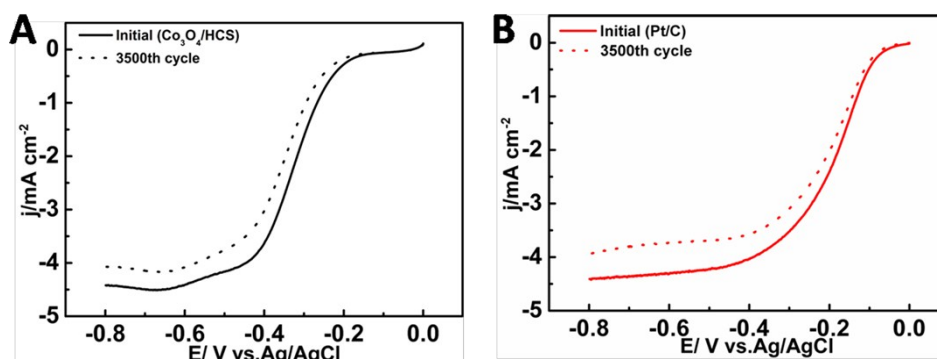 A
Initial (Co₃O₄/HCS)
3500th cycle
j/mA cm⁻²
0
-1
-2
-3
-4
-5
-0.8 -0.6 -0.4 -0.2 0.0
E/ V vs.Ag/AgCl
B
Initial (Pt/C)
3500th cycle
j/mA cm⁻²
0
-1
-2
-3
-4
-5
-0.8 -0.6 -0.4 -0.2 0.0
E/ V vs.Ag/AgCl